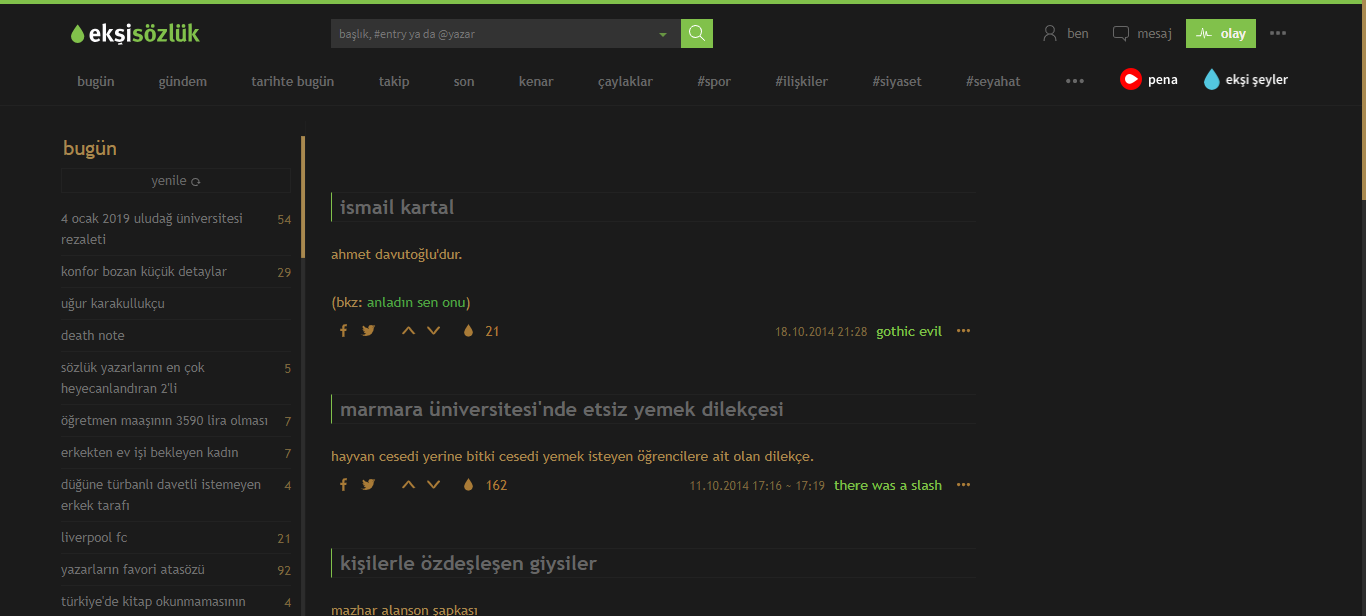 ekşisözlük
başlık, #entry ya da @yazar
ben
mesaj
olay
bugün
gündem
tarihte bugün
takip
son
kenar
çaylaklar
#spor
#ilişkiler
#siyaset
#seyahat
pena
ekşi şeyler
bugün
yenile
4 ocak 2019 uludağ üniversitesi 54
rezaleti
konfor bozan küçük detaylar 29
uğur karakullukçu
death note
sözlük yazarlarını en çok 5
heyecanlandıran 2'li
öğretmen maaşının 3590 lira olması 7
erkekten ev işi bekleyen kadın 7
düğüne türbanlı davetli istemeyen 4
erkek tarafı
liverpool fc 21
yazarların favori atasözü 92
türkiye'de kitap okunmamasının 4
ismail kartal
ahmet davutoğlu'dur.
(bkz: anladın sen onu)
21
18.10.2014 21:28 gothic evil
marmara üniversitesi'nde etsiz yemek dilekçesi
hayvan cesedi yerine bitki cesedi yemek isteyen öğrencilere ait olan dilekçe.
162
11.10.2014 17:16 ~ 17:19 there was a slash
kişilerle özdeşleşen giysiler
mazhar alanson şapkası